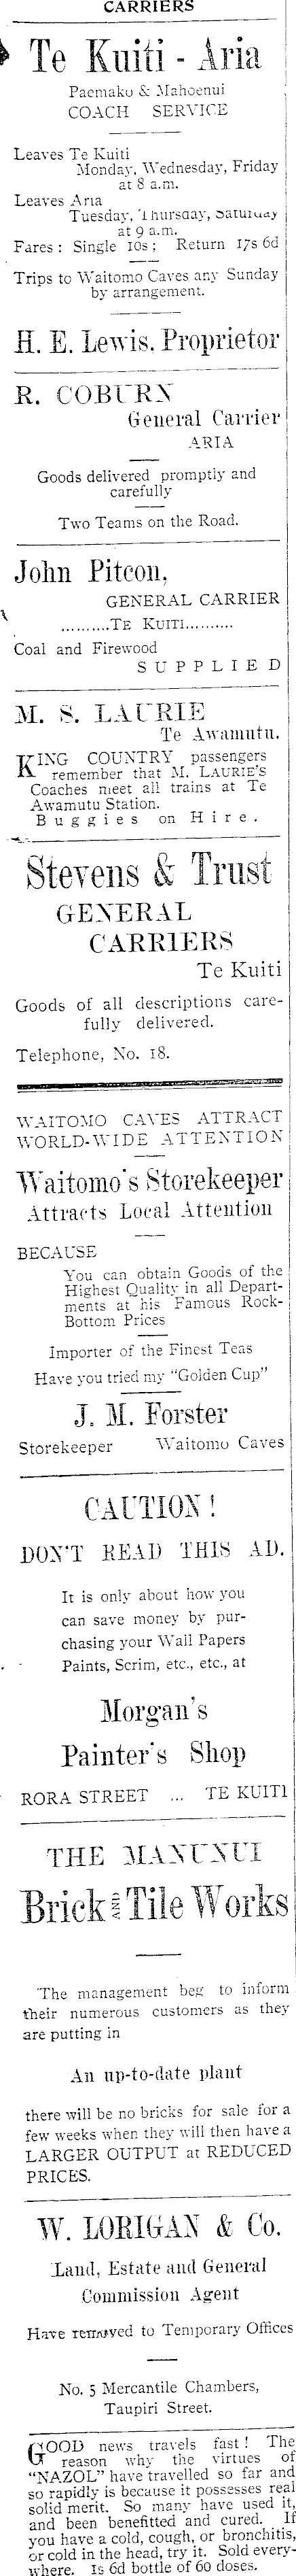 CARRIERS
Te Kuiti - Aria
Paemaku & Mahoenui
COACH SERVICE
Leaves Te Kuiti
Monday, Wednesday, Friday
at 8 a.m.
Leaves Aria
Tuesday, Thursday, Saturday
at 9 a.m.
Fares : Single 10s ; Return 17s 6d
Trips to Waitomo Caves any Sunday
by arrangement.
H. E. Lewis. Proprietor
R. COBURN
General Carrier
ARIA
Goods delivered promptly and
carefully
Two Teams on the Road.
John Pitcon,
GENERAL CARRIER
..........TE KUITI..........
Coal and Firewood
SUPPLIED
M. S. LAURIE
Te Awamutu.
KING COUNTRY passengers
remember that M. LAURIE'S
Coaches meet all trains at Te
Awamutu Station.
Buggies on Hire.
Stevens & Trust
GENERAL
CARRIERS
Te Kuiti
Goods of all descriptions care-
fully delivered.
Telephone, No. 18.
WAITOMO CAVES ATTRACT
WORLD-WIDE ATTENTION
Waitomo's Storekeeper
Attracts Local Attention
BECAUSE
You can obtain Goods of the
Highest Quality in all Depart-
ments at his Famous Rock-
Bottom Prices
Importer of the Finest Teas
Have you tried my "Golden Cup"
J. M. Forster
Storekeeper Waitomo Caves
CAUTION !
DON'T READ THIS AD.
It is only about how you
can save money by pur-
chasing your Wall Papers
Paints, Scrim, etc., etc., at
Morgan's
Painter's Shop
RORA STREET ... TE KUITI
THE MANUNUI
Brick AND Tile Works
The management beg to inform
their numerous customers as they
are putting in
An up-to-date plant
there will be no bricks for sale for a
few weeks when they will then have a
LARGER OUTPUT at REDUCED
PRICES.
W. LORIGAN & Co.
Land, Estate and General
Commission Agent
Have removed to Temporary Offices
No. 5 Mercantile Chambers,
Taupiri Street.
GOOD news travels fast ! The
reason why the virtues of
"NAZOL" have travelled so far and
so rapidly is because it possesses real
solid merit. So many have used it,
and been benefitted and cured. If
you have a cold, cough, or bronchitis,
or cold in the head, try it. Sold every-
where. 1s 6d bottle of 60 doses.